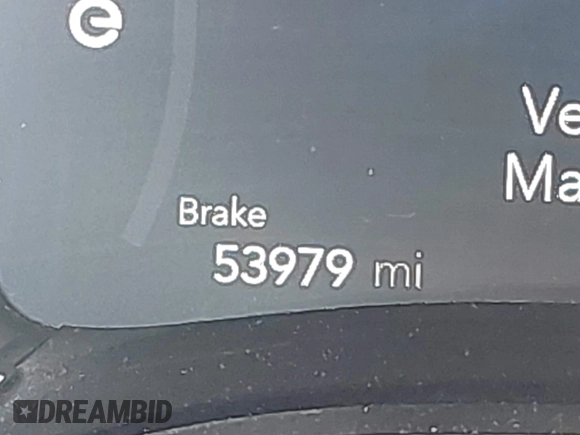 e
Ve
Ma
Brake
53979 mi
DREAMBID